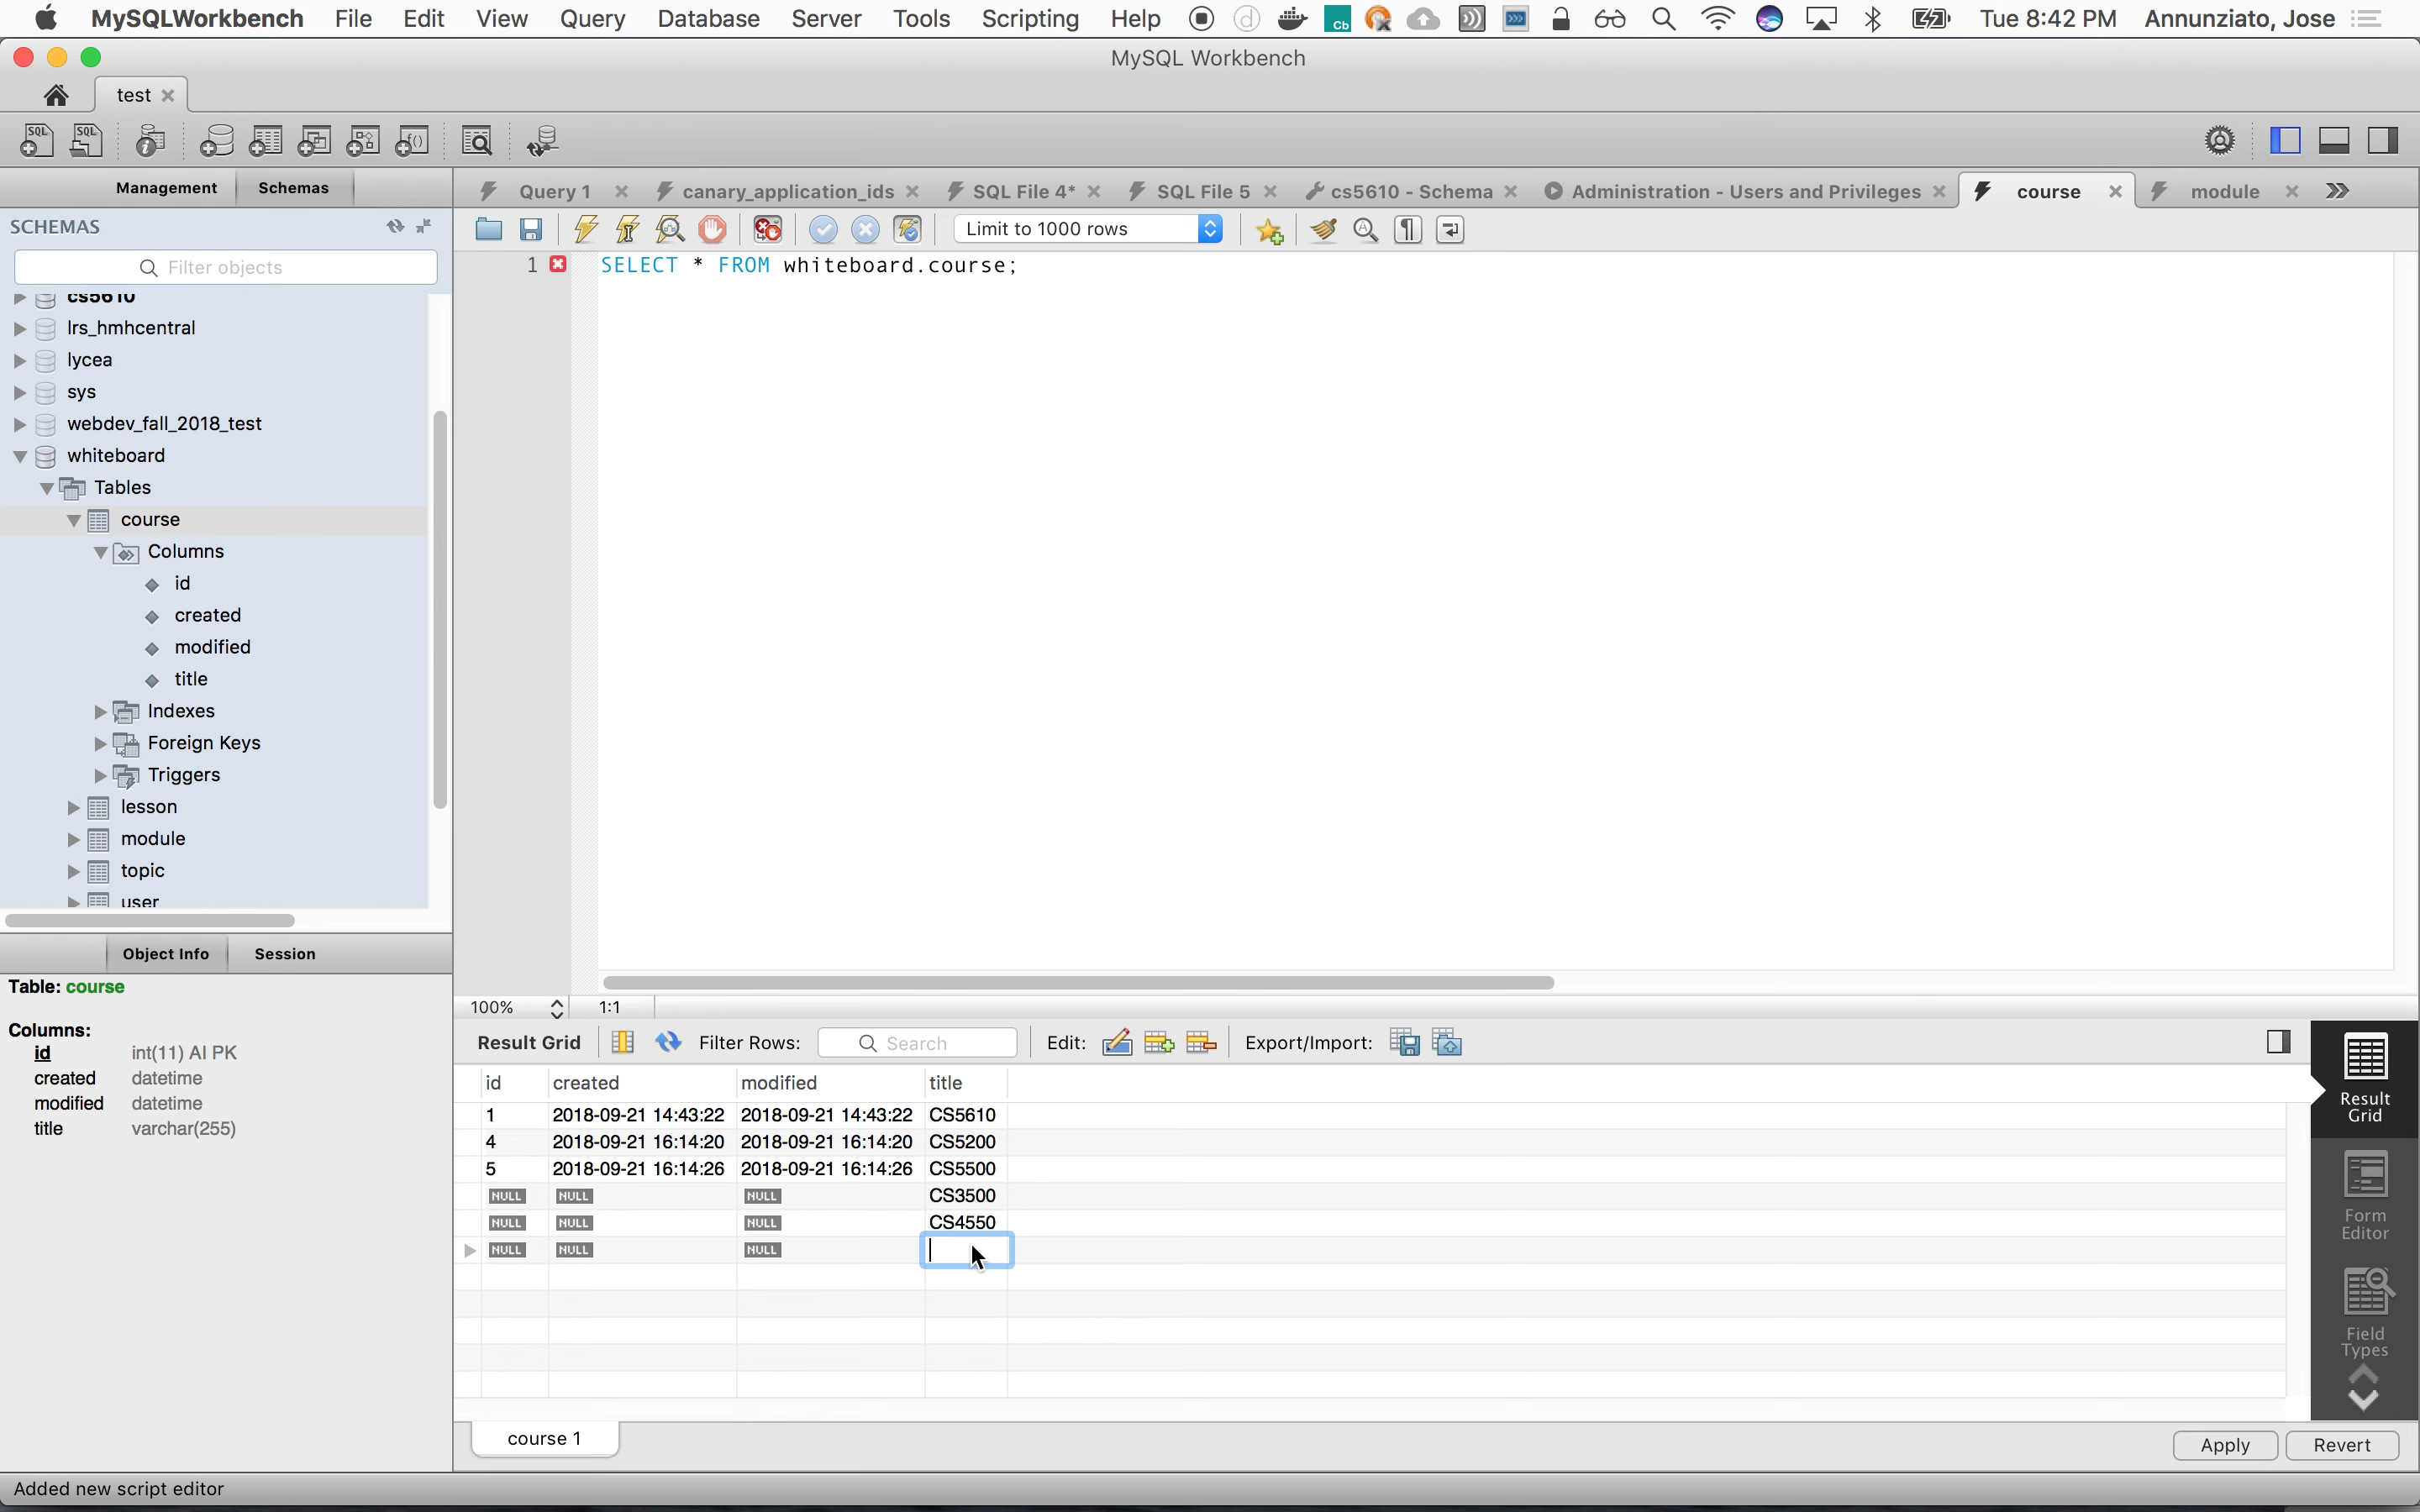 MySQLWorkbench File Edit View Query Database Server Tools Scripting Help Cb Tue 8:42 PM Annunziato, Jose
MySQL Workbench
test
SQL SQL
Management Schemas
Query 1 canary_application_ids SQL File 4* SQL File 5 cs5610 - Schema Administration - Users and Privileges course module
SCHEMAS
Limit to 1000 rows
Filter objects
1 SELECT * FROM whiteboard.course;
cs5610
lrs_hmhcentral
lycea
sys
webdev_fall_2018_test
whiteboard
Tables
course
Columns
id
created
modified
title
Indexes
Foreign Keys
Triggers
lesson
module
topic
user
Object Info Session
Table: course
Columns:
id int(11) AI PK
created datetime
modified datetime
title varchar(255)
100% 1:1
Result Grid Filter Rows: Search Edit: Export/Import:
id created modified title
1 2018-09-21 14:43:22 2018-09-21 14:43:22 CS5610
4 2018-09-21 16:14:20 2018-09-21 16:14:20 CS5200
5 2018-09-21 16:14:26 2018-09-21 16:14:26 CS5500
NULL NULL NULL CS3500
NULL NULL NULL CS4550
NULL NULL NULL
Result
Grid
Form
Editor
Field
Types
course 1
Apply Revert
Added new script editor